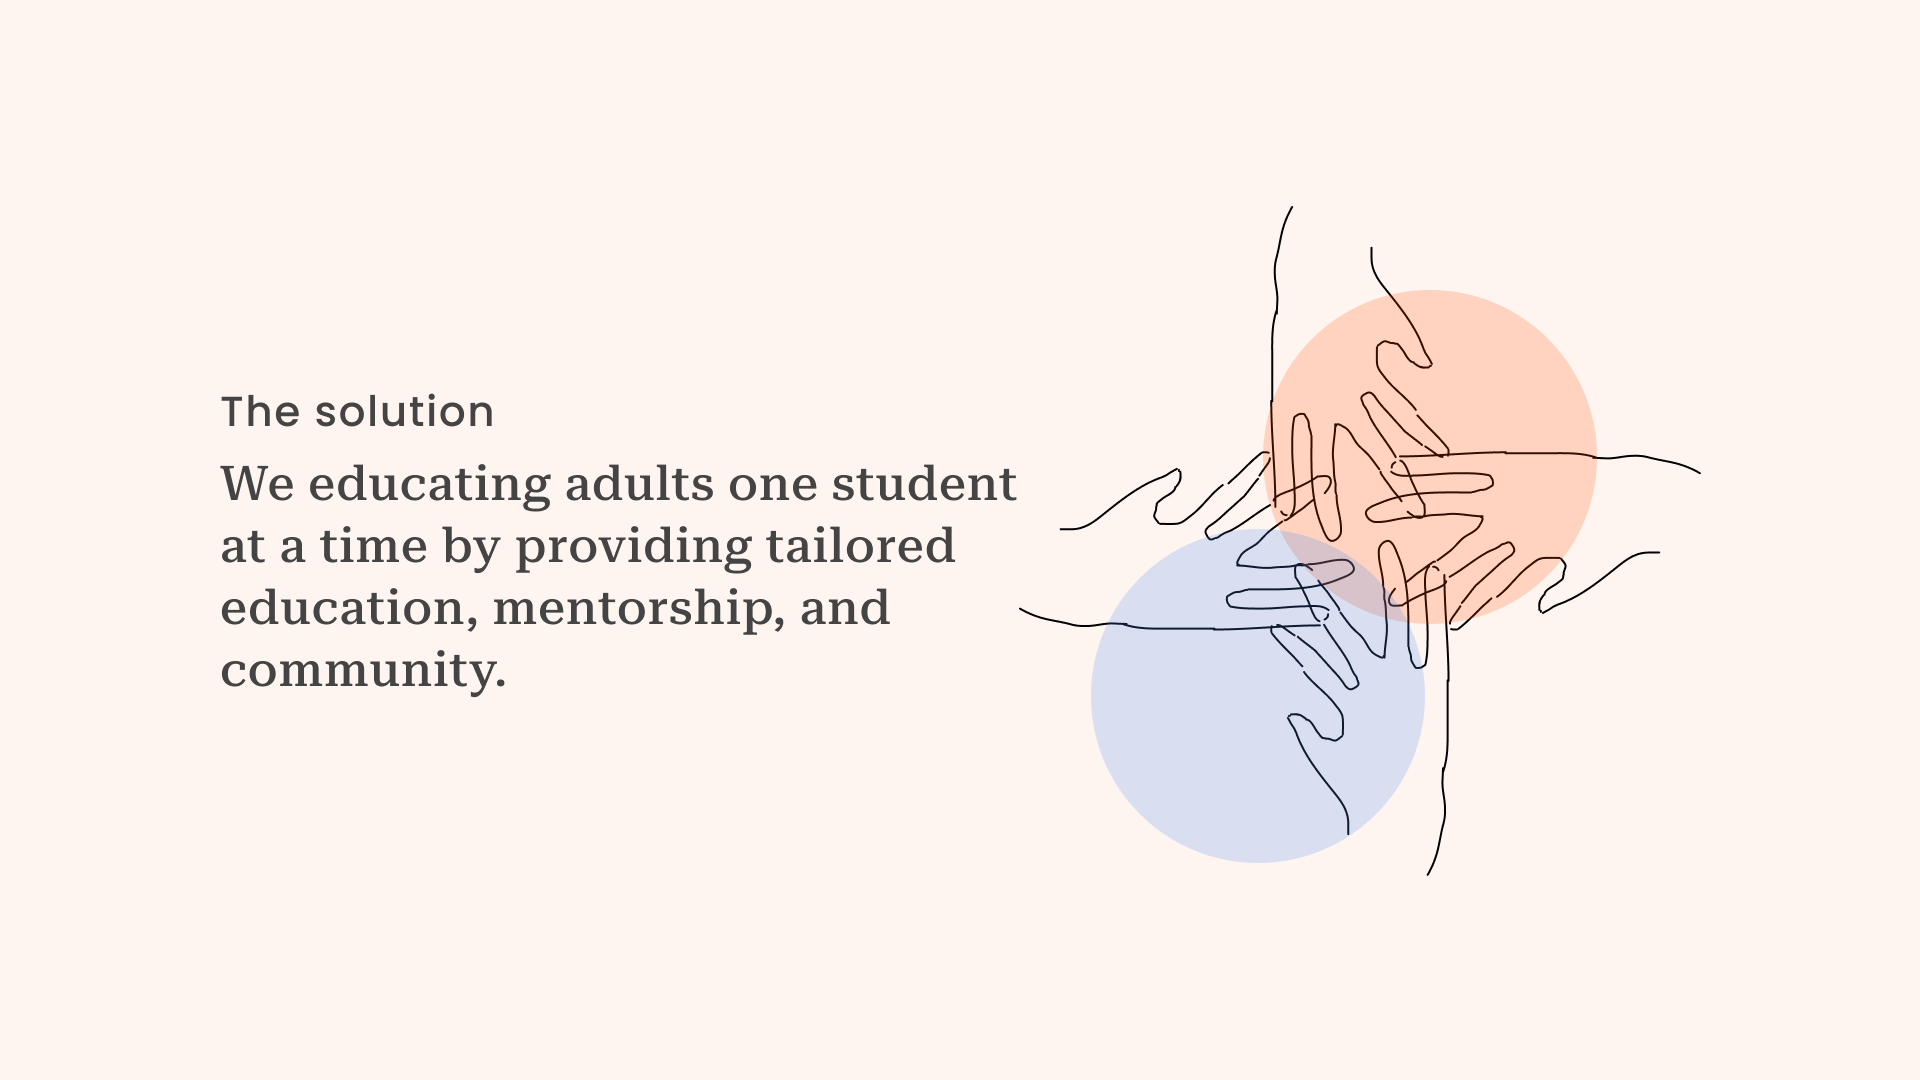 The solution
We educating adults one student
at a time by providing tailored
education, mentorship, and
community.